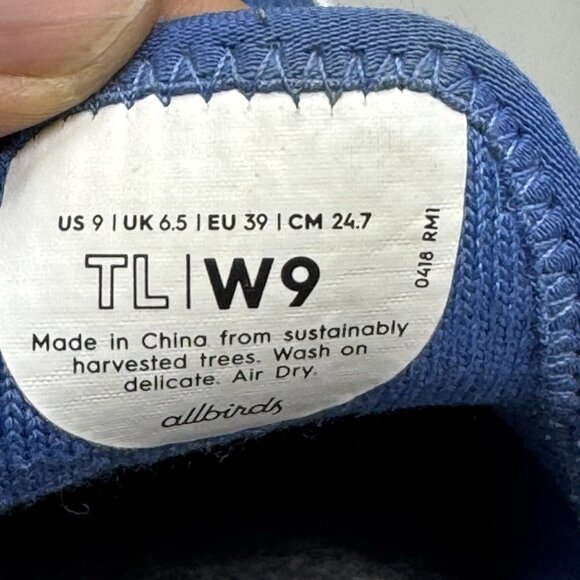 US 9 | UK 6.5 | EU 39 | CM 24.7
TL | W9
Made in China from sustainably
harvested trees. Wash on
delicate. Air Dry.
allbirds
0418 RM1